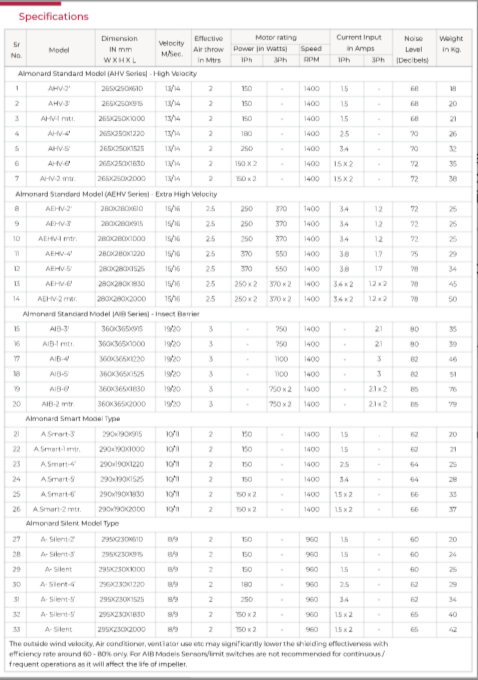 Specifications
Sr No. Model Dimension IN mm W X H X L Velocity M/Sec. Effective Air throw in Mtrs Motor rating Power (in Watts) 1Ph 3Ph Speed RPM Current Input in Amps 1Ph 3Ph Noise Level (Decibels) Weight in Kg.
Almonard Standard Model (AHV Series) - High Velocity
1 AHV-2' 265X250X610 13/14 2 150 - 1400 1.5 - 68 18
2 AHV-3' 265X250X915 13/14 2 150 - 1400 1.5 - 68 20
3 AHV-1 mtr. 265X250X1000 13/14 2 150 - 1400 1.5 - 68 21
4 AHV-4' 265X250X1220 13/14 2 180 - 1400 2.5 - 70 26
5 AHV-5' 265X250X1525 13/14 2 250 - 1400 3.4 - 70 32
6 AHV-6' 265X250X1830 13/14 2 150 X 2 - 1400 1.5 X 2 - 72 35
7 AHV-2 mtr. 265X250X2000 13/14 2 150 x 2 - 1400 1.5 X 2 - 72 38
Almonard Standard Model (AEHV Series) - Extra High Velocity
8 AEHV-2' 280X280X610 15/16 2.5 250 370 1400 3.4 1.2 72 25
9 AEHV-3' 280X280X915 15/16 2.5 250 370 1400 3.4 1.2 72 25
10 AEHV-1 mtr. 280X280X1000 15/16 2.5 250 370 1400 3.4 1.2 72 25
11 AEHV-4' 280X280X1220 15/16 2.5 370 550 1400 3.8 1.7 75 29
12 AEHV-5' 280X280X1525 15/16 2.5 370 550 1400 3.8 1.7 78 34
13 AEHV-6' 280X280X1830 15/16 2.5 250 x 2 370 x 2 1400 3.4 x 2 1.2 x 2 78 45
14 AEHV-2 mtr. 280X280X2000 15/16 2.5 250 x 2 370 x 2 1400 3.4 x 2 1.2 x 2 78 50
Almonard Standard Model (AIB Series) - Insect Barrier
15 AIB-3' 360X365X915 19/20 3 - 750 1400 - 2.1 80 35
16 AIB-1 mtr. 360X365X1000 19/20 3 - 750 1400 - 2.1 80 39
17 AIB-4' 360X365X1220 19/20 3 - 1100 1400 - 3 82 46
18 AIB-5' 360X365X1525 19/20 3 - 1100 1400 - 3 82 51
19 AIB-6' 360X365X1830 19/20 3 - 750 x 2 1400 - 2.1 x 2 85 76
20 AIB-2 mtr. 360X365X2000 19/20 3 - 750 x 2 1400 - 2.1 x 2 85 79
Almonard Smart Model Type
21 A.Smart-3' 290x190X915 10/11 2 150 - 1400 1.5 - 62 20
22 A.Smart-1 mtr. 290x190X1000 10/11 2 150 - 1400 1.5 - 62 21
23 A.Smart-4' 290x190X1220 10/11 2 150 - 1400 2.5 - 64 25
24 A.Smart-5' 290x190X1525 10/11 2 150 - 1400 3.4 - 64 28
25 A.Smart-6' 290x190X1830 10/11 2 150 x 2 - 1400 1.5 x 2 - 66 33
26 A.Smart-2 mtr. 290x190X2000 10/11 2 150 x 2 - 1400 1.5 x 2 - 66 37
Almonard Silent Model Type
27 A- Silent-2' 295X230X610 8/9 2 150 - 960 1.5 - 60 20
28 A- Silent-3' 295X230X915 8/9 2 150 - 960 1.5 - 60 24
29 A- Silent 295X230X1000 8/9 2 150 - 960 1.5 - 60 25
30 A- Silent-4' 295X230X1220 8/9 2 180 - 960 2.5 - 62 29
31 A- Silent-5' 295X230X1525 8/9 2 250 - 960 3.4 - 62 34
32 A- Silent-5' 295X230X1830 8/9 2 150 x 2 - 960 1.5 x 2 - 65 40
33 A- Silent 295X230X2000 8/9 2 150 x 2 - 960 1.5 x 2 - 65 42
The outside wind velocity, Air conditioner, ventilator use etc may significantly lower the shielding effectiveness with
efficiency rate around 60 - 80% only. For AIB Models Sensors/limit switches are not recommended for continuous /
frequent operations as it will affect the life of impeller.